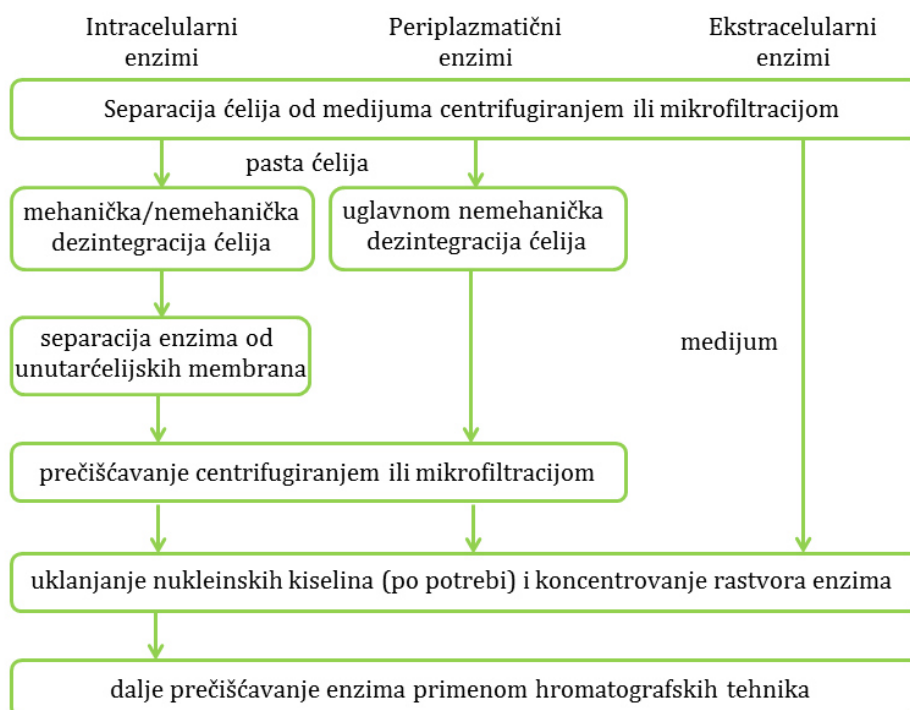 Intracelularni
enzimi
Periplazmatični
enzimi
Ekstracelularni
enzimi
Separacija ćelija od medijuma centrifugiranjem ili mikrofiltracijom
pasta ćelija
mehanička/nemehanička
dezintegracija ćelija
uglavnom nemehanička
dezintegracija ćelija
separacija enzima od
unutarćelijskih membrana
medijum
prečišćavanje centrifugiranjem ili mikrofiltracijom
uklanjanje nukleinskih kiselina (po potrebi) i koncentrovanje rastvora enzima
dalje prečišćavanje enzima primenom hromatografskih tehnika